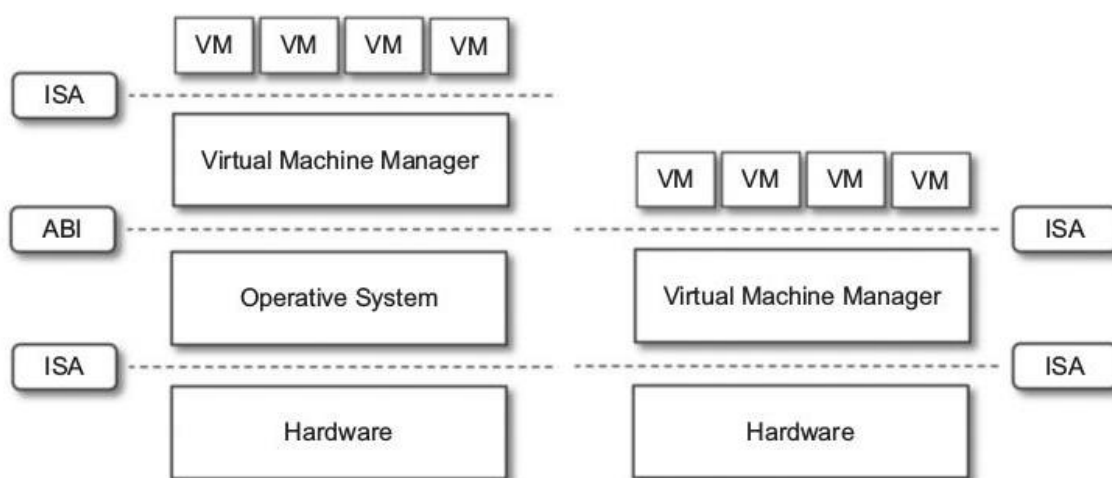 VM VM VM VM
ISA
Virtual Machine Manager
VM VM VM VM
ABI
ISA
Operative System
Virtual Machine Manager
ISA
ISA
Hardware
Hardware